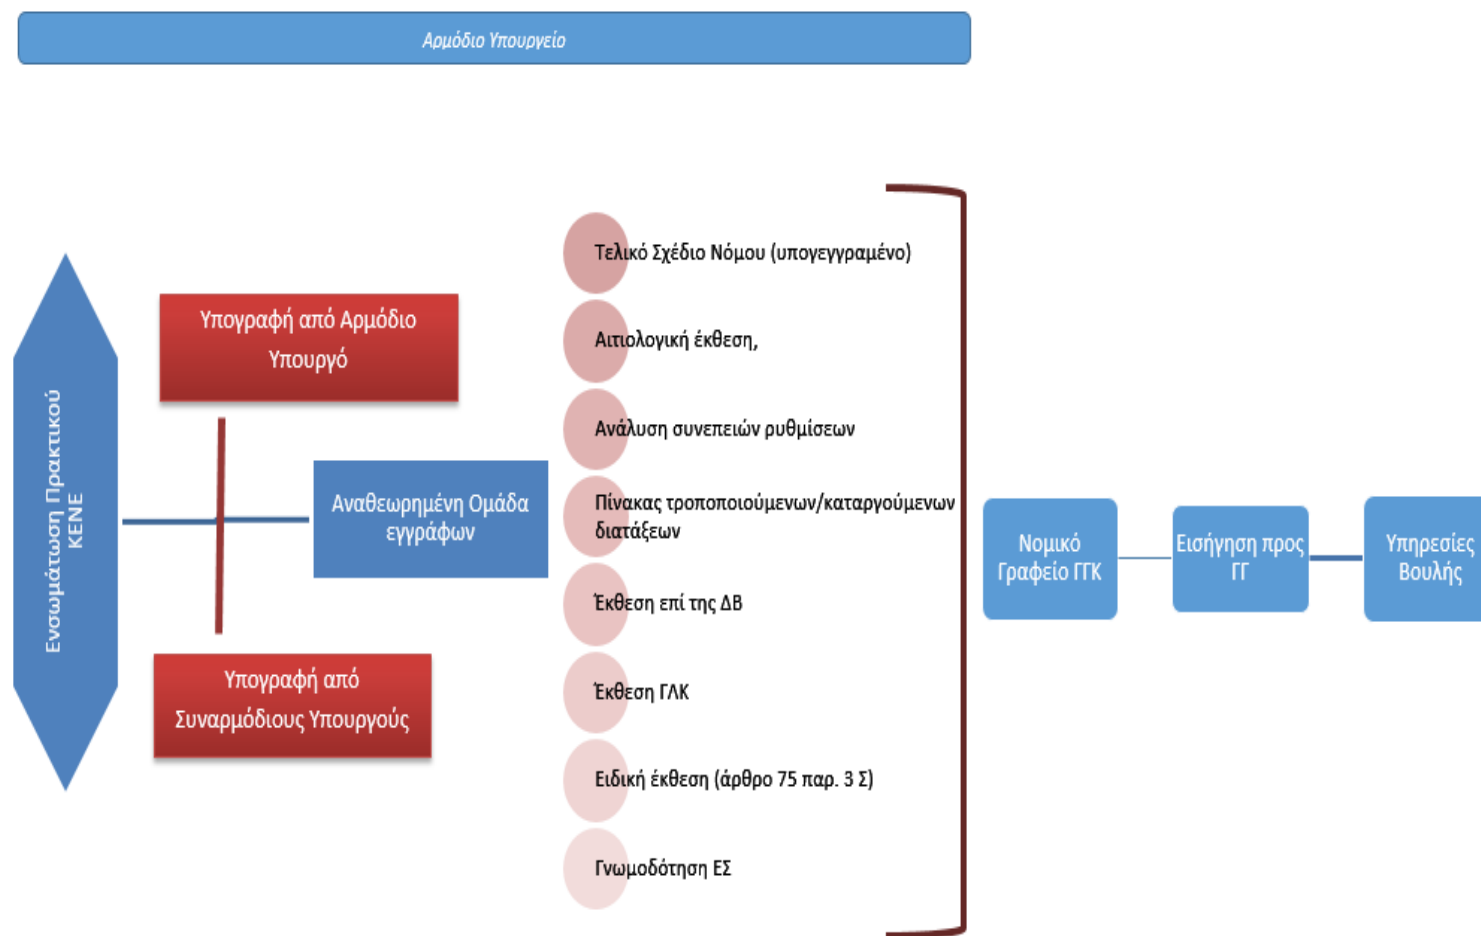 Αρμόδιο Υπουργείο
Ενσωμάτωση Πρακτικού
ΚΕΝΕ
Υπογραφή από Αρμόδιο
Υπουργό
Υπογραφή από
Συναρμόδιους Υπουργούς
Αναθεωρημένη Ομάδα
εγγράφων
Τελικό Σχέδιο Νόμου (υπογεγγραμένο)
Αιτιολογική έκθεση,
Ανάλυση συνεπειών ρυθμίσεων
Πίνακας τροποποιούμενων/καταργούμενων
διατάξεων
Έκθεση επί της ΔΒ
Έκθεση ΓΛΚ
Ειδική έκθεση (άρθρο 75 παρ. 3 Σ)
Γνωμοδότηση ΕΣ
Νομικό
Γραφείο ΓΓΚ
Εισήγηση προς
ΓΓ
Υπηρεσίες
Βουλής